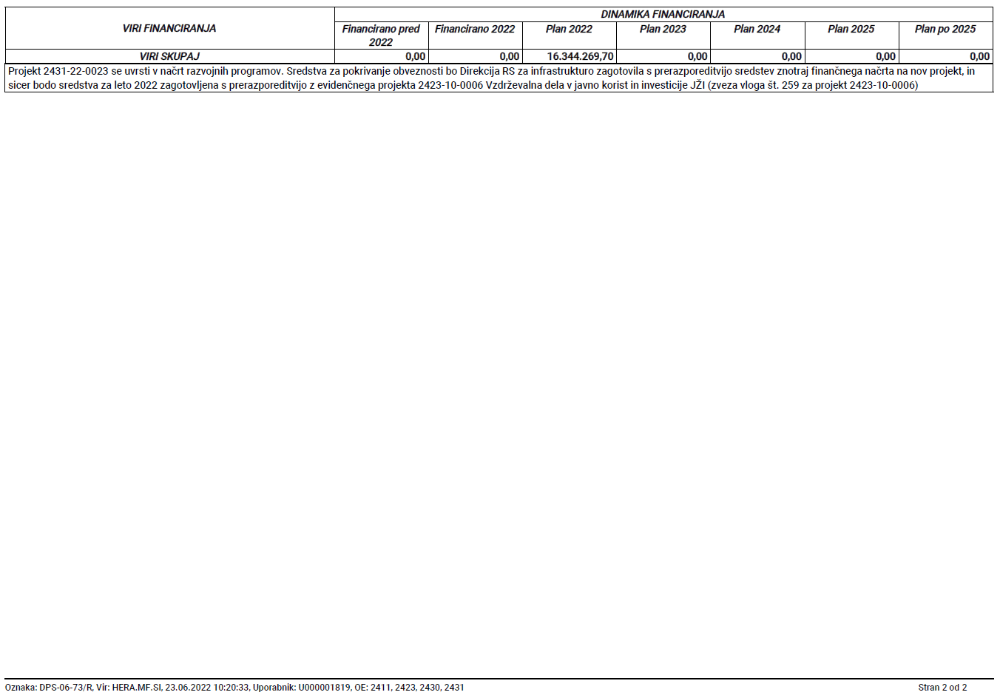 VIRI FINANCIRANJA
DINAMIKA FINANCIRANJA
Financirano pred 2022
Financirano 2022
Plan 2022
Plan 2023
Plan 2024
Plan 2025
Plan po 2025
VIRI SKUPAJ 0,00 0,00 16.344.269,70 0,00 0,00 0,00 0,00
Projekt 2431-22-0023 se uvrsti v načrt razvojnih programov. Sredstva za pokrivanje obveznosti bo Direkcija RS za infrastrukturo zagotovila s prerazporeditvijo sredstev znotraj finančnega načrta na nov projekt, in
sicer bodo sredstva za leto 2022 zagotovljena s prerazporeditvijo z evidenčnega projekta 2423-10-0006 Vzdrževalna dela v javno korist in investicije JŽI (zveza vloga št. 259 za projekt 2423-10-0006)
Oznaka: DPS-06-73/R, Vir: HERA.MF.SI, 23.06.2022 10:20:33, Uporabnik: U000001819, OE: 2411, 2423, 2430, 2431 Stran 2 od 2